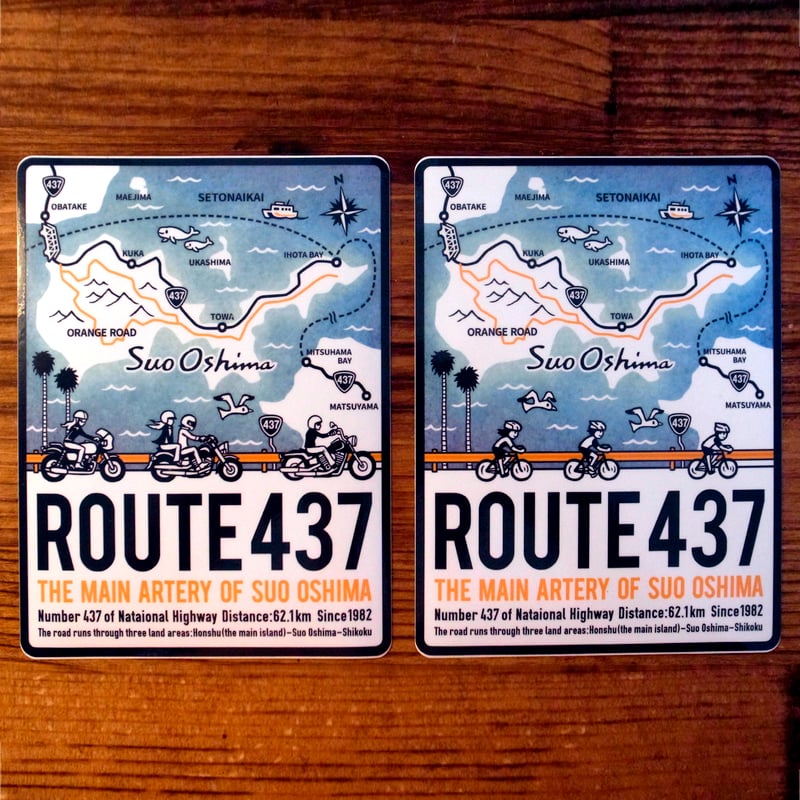 437
OBATAKE
MAEJIMA
SETONAIKAI
N
KUKA
UKASHIMA
IHOTA BAY
437
TOWA
ORANGE ROAD
Suo Oshima
MITSUHAMA
BAY
437
MATSUYAMA
437
ROUTE 437
THE MAIN ARTERY OF SUO OSHIMA
Number 437 of Nataional Highway Distance:62.1km Since1982
The road runs through three land areas:Honshu(the main island)-Suo Oshima-Shikoku
437
OBATAKE
MAEJIMA
SETONAIKAI
N
KUKA
UKASHIMA
IHOTA BAY
437
TOWA
ORANGE ROAD
Suo Oshima
MITSUHAMA
BAY
437
MATSUYAMA
437
ROUTE 437
THE MAIN ARTERY OF SUO OSHIMA
Number 437 of Nataional Highway Distance:62.1km Since1982
The road runs through three land areas:Honshu(the main island)-Suo Oshima-Shikoku